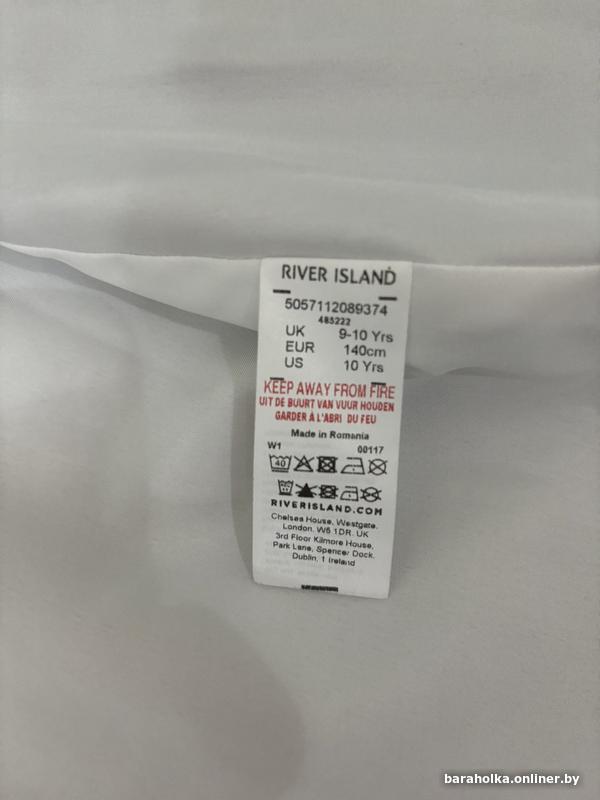 RIVER ISLAND
5057112089374
485222
UK 9-10 Yrs
EUR 140cm
US 10 Yrs
KEEP AWAY FROM FIRE
UIT DE BUURT VAN VUUR HOUDEN
GARDER À L'ABRI DU FEU
Made in Romania
W1 00117
40
RIVERISLAND.COM
Chelsea House, Westgate,
London. W5 1DR. UK
3rd Floor Kilmore House,
Park Lane, Spencer Dock,
Dublin, 1 Ireland
baraholka.onliner.by